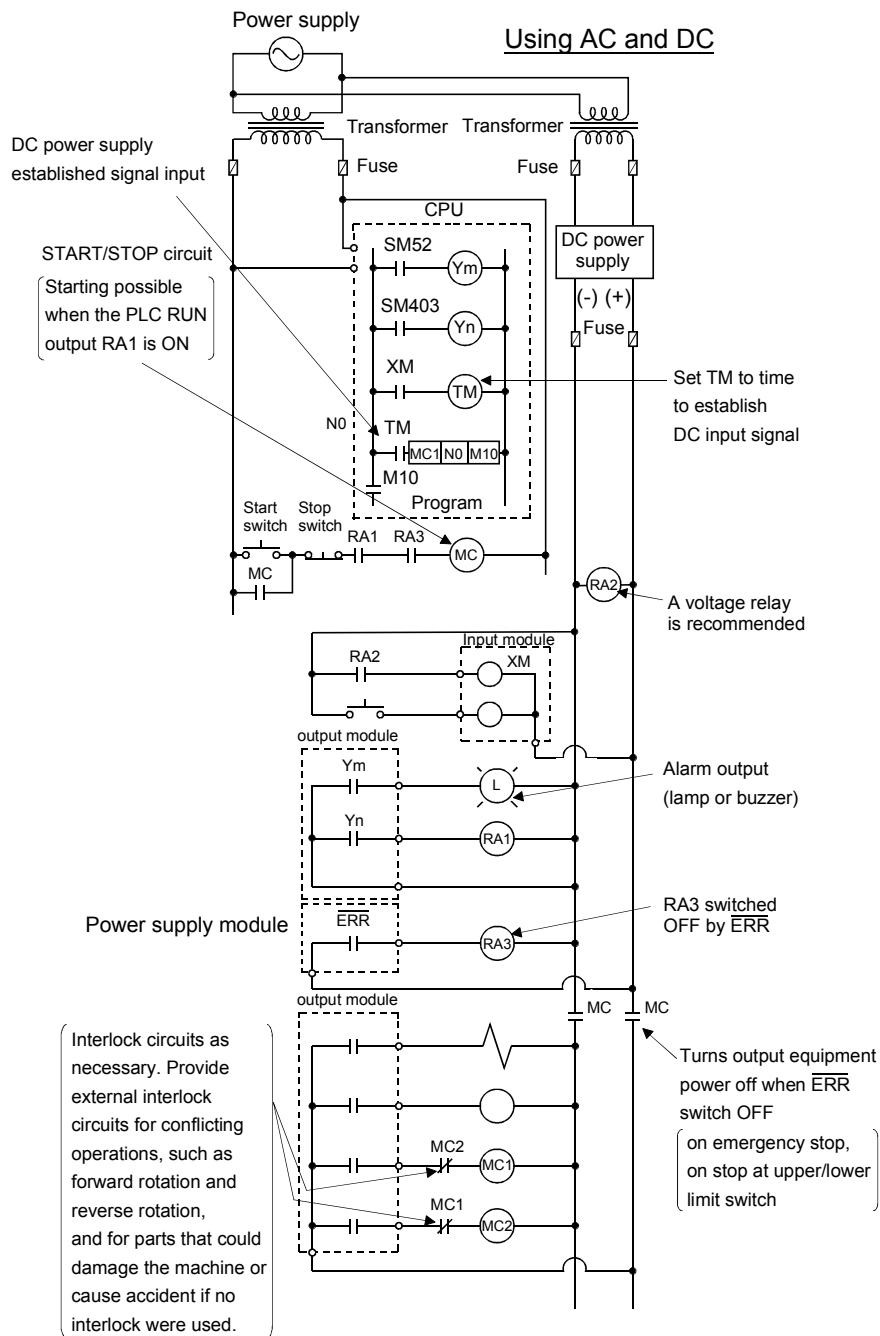 Power supply
Using AC and DC
Transformer
Transformer
DC power supply
established signal input
Fuse
Fuse
CPU
START/STOP circuit
Starting possible
when the PLC RUN
output RA1 is ON
SM52
Ym
DC power
supply
(-) (+)
Fuse
SM403
Yn
XM
TM
Set TM to time
to establish
DC input signal
N0
TM
MC1 N0 M10
M10
Program
Start
switch
Stop
switch
RA1
RA3
MC
MC
RA2
A voltage relay
is recommended
Input module
RA2
XM
output module
Ym
L
Alarm output
(lamp or buzzer)
Yn
RA1
Power supply module
ERR
RA3
RA3 switched
OFF by ERR
output module
MC
MC
Interlock circuits as
necessary. Provide
external interlock
circuits for conflicting
operations, such as
forward rotation and
reverse rotation,
and for parts that could
damage the machine or
cause accident if no
interlock were used.
Turns output equipment
power off when ERR
switch OFF
on emergency stop,
on stop at upper/lower
limit switch
MC2
MC1
MC1
MC2